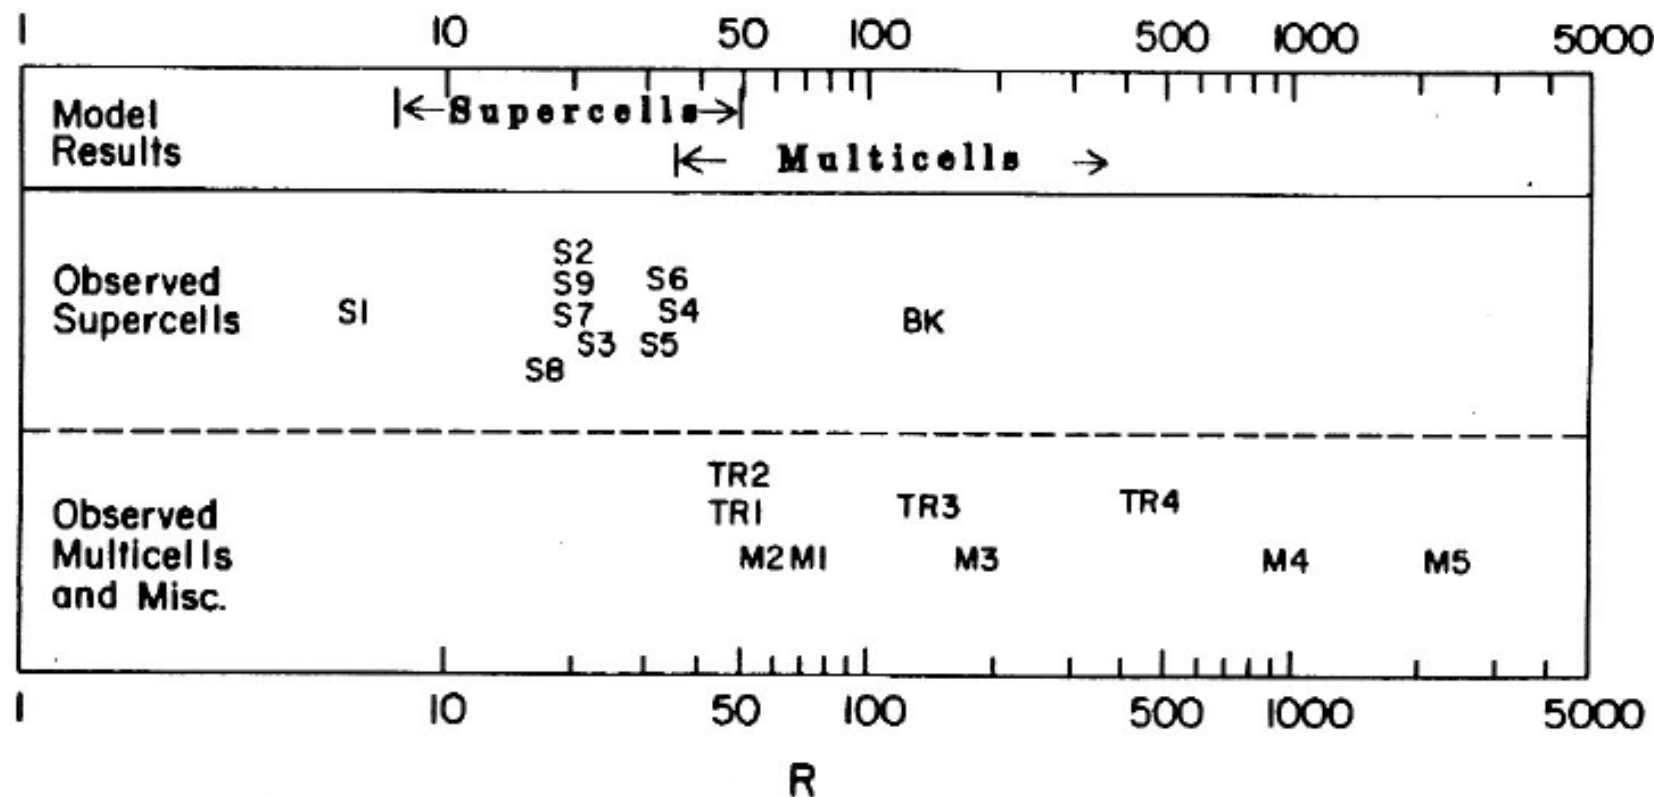 1 10 50 100 500 1000 5000
Model
Results
Supercells
Multicells
Observed
Supercells
S1
S2
S9
S7
S3
S8
S6
S4
S5
BK
Observed
Multicells
and Misc.
TR2
TR1
TR3
TR4
M2 M1 M3 M4 M5
1 10 50 100 500 1000 5000
R